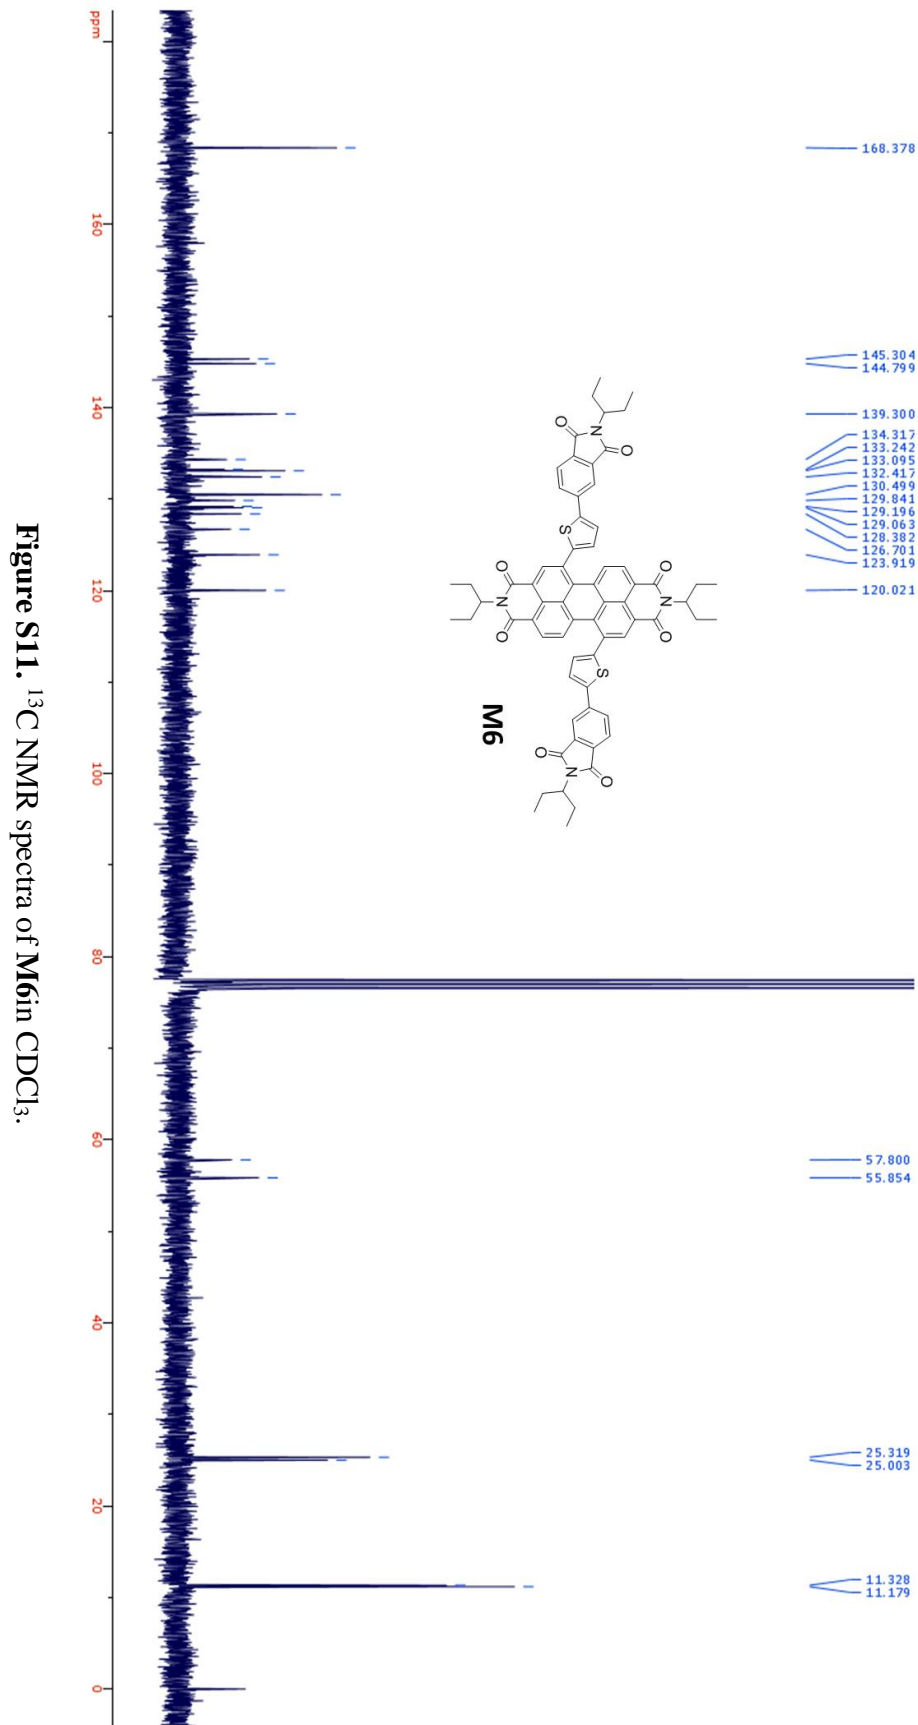 168.378
145.304
144.799
139.300
134.317
133.242
133.095
132.417
130.499
129.841
129.196
129.063
128.382
126.701
123.919
120.021
57.800
55.854
25.319
25.003
11.328
11.179
O
N
O
S
O
N
O
O
N
O
S
O
N
O
M6
ppm
160
140
120
100
80
60
40
20
0
Figure S11. ¹³C NMR spectra of M6in CDCl₃.